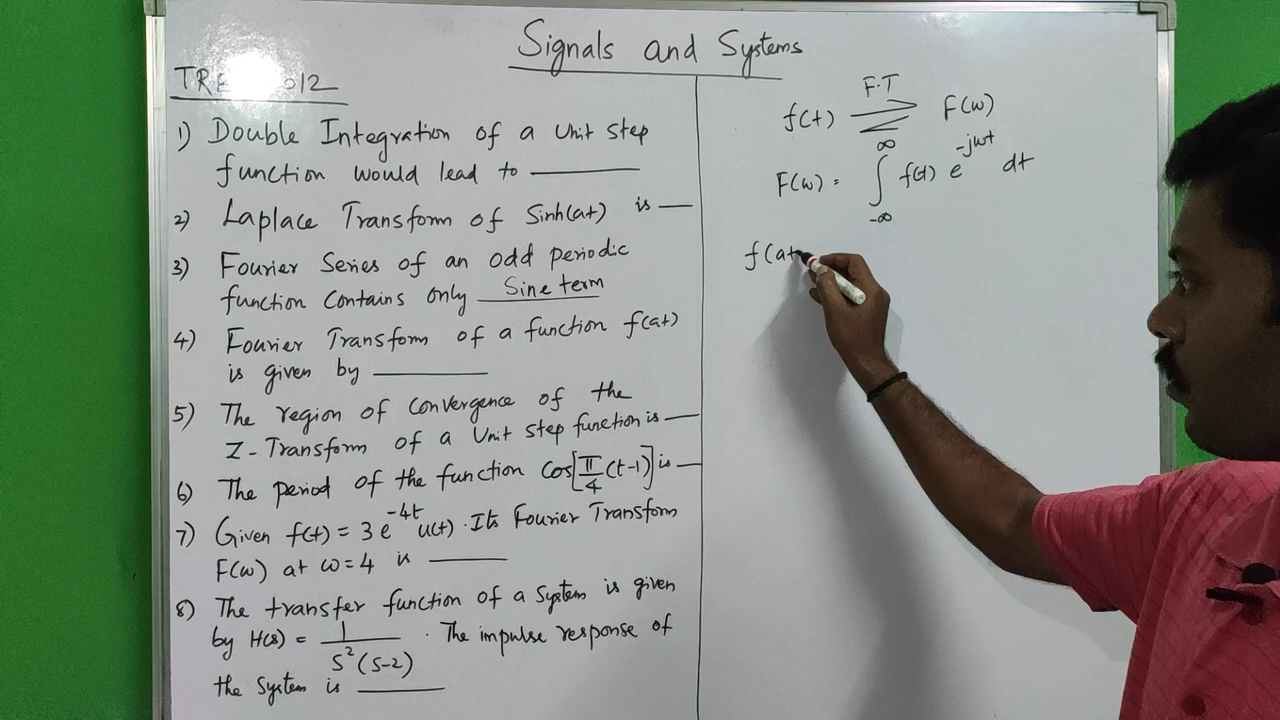 Signals and Systems
TRB 2012
1) Double Integration of a Unit step
function would lead to ______
2) Laplace Transform of Sinh(at) is __
3) Fourier Series of an odd periodic
function contains only Sine term
4) Fourier Transform of a function f(at)
is given by ______
5) The region of convergence of the
Z-Transform of a Unit step function is __
6) The period of the function Cos[π/4(t-1)] is __
7) Given f(t) = 3 e^-4t u(t). Its Fourier Transform
F(ω) at ω=4 is ______
8) The transfer function of a system is given
by H(s) = 1/S²(S-2). The impulse response of
the system is ______
f(t) F.T ⇌ F(ω)
F(ω) = ∫_-∞^∞ f(t) e^-jωt dt
f(at